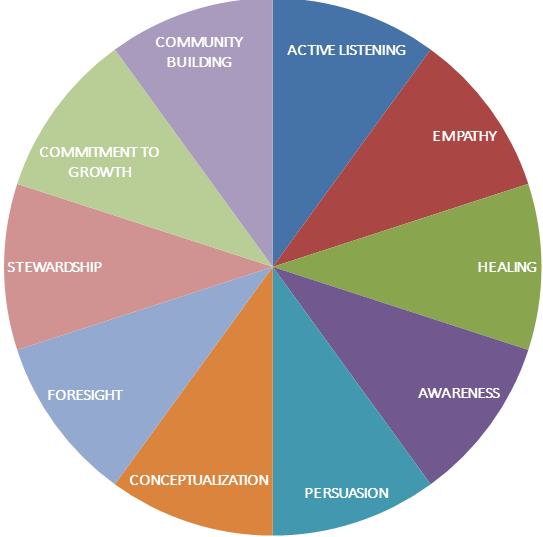 ACTIVE LISTENING
EMPATHY
HEALING
AWARENESS
PERSUASION
CONCEPTUALIZATION
FORESIGHT
STEWARDSHIP
COMMITMENT TO
GROWTH
COMMUNITY
BUILDING